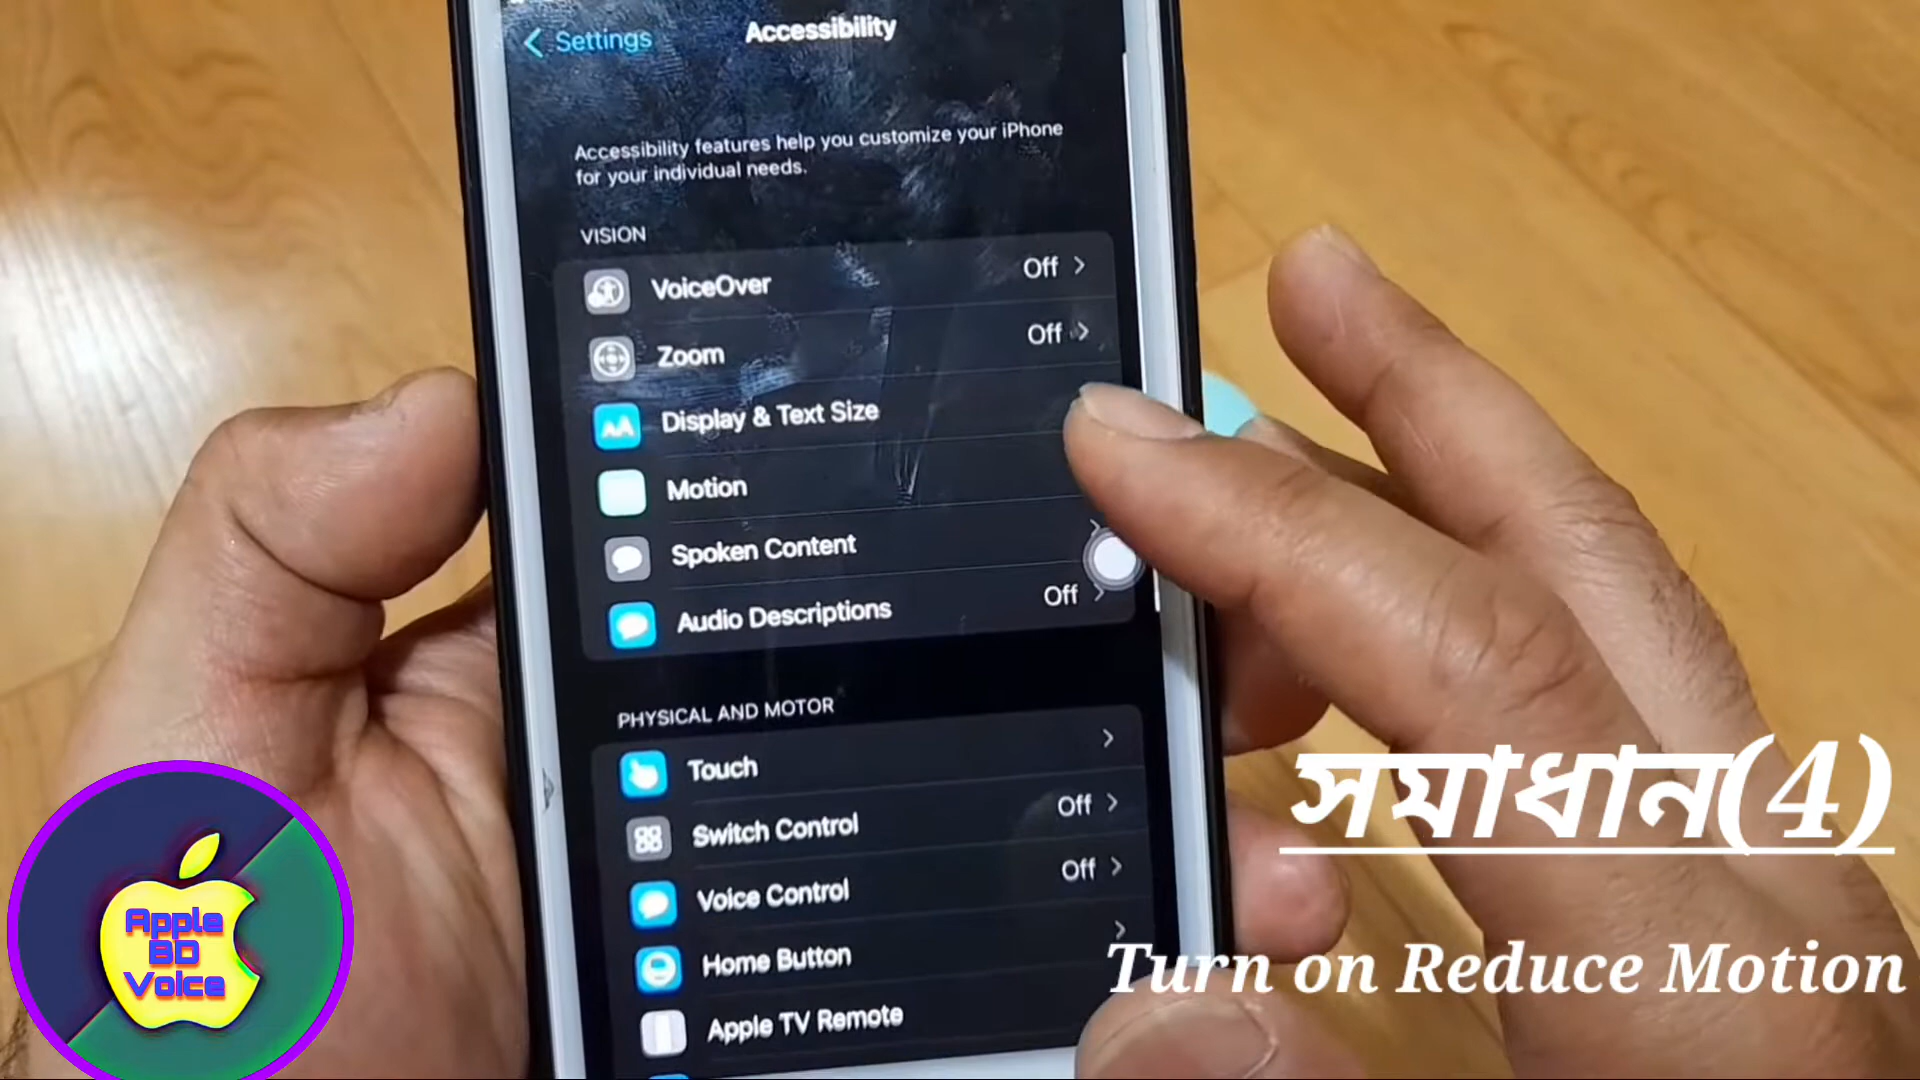 Settings
Accessibility
Accessibility features help you customize your iPhone
for your individual needs.
VISION
VoiceOver Off
Zoom Off
AA Display & Text Size
Motion
Spoken Content
Audio Descriptions Off
PHYSICAL AND MOTOR
Touch
Switch Control Off
Voice Control Off
Home Button
Apple TV Remote
সমাধান(4)
Turn on Reduce Motion
Apple
BD
Voice